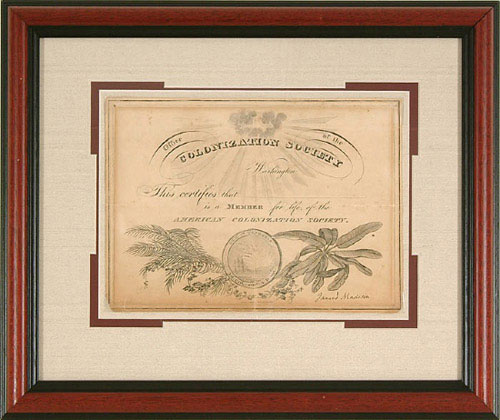 Office of the
COLONIZATION SOCIETY
Washington
This certifies that
is a MEMBER for life, of the
AMERICAN COLONIZATION SOCIETY.
James Madison